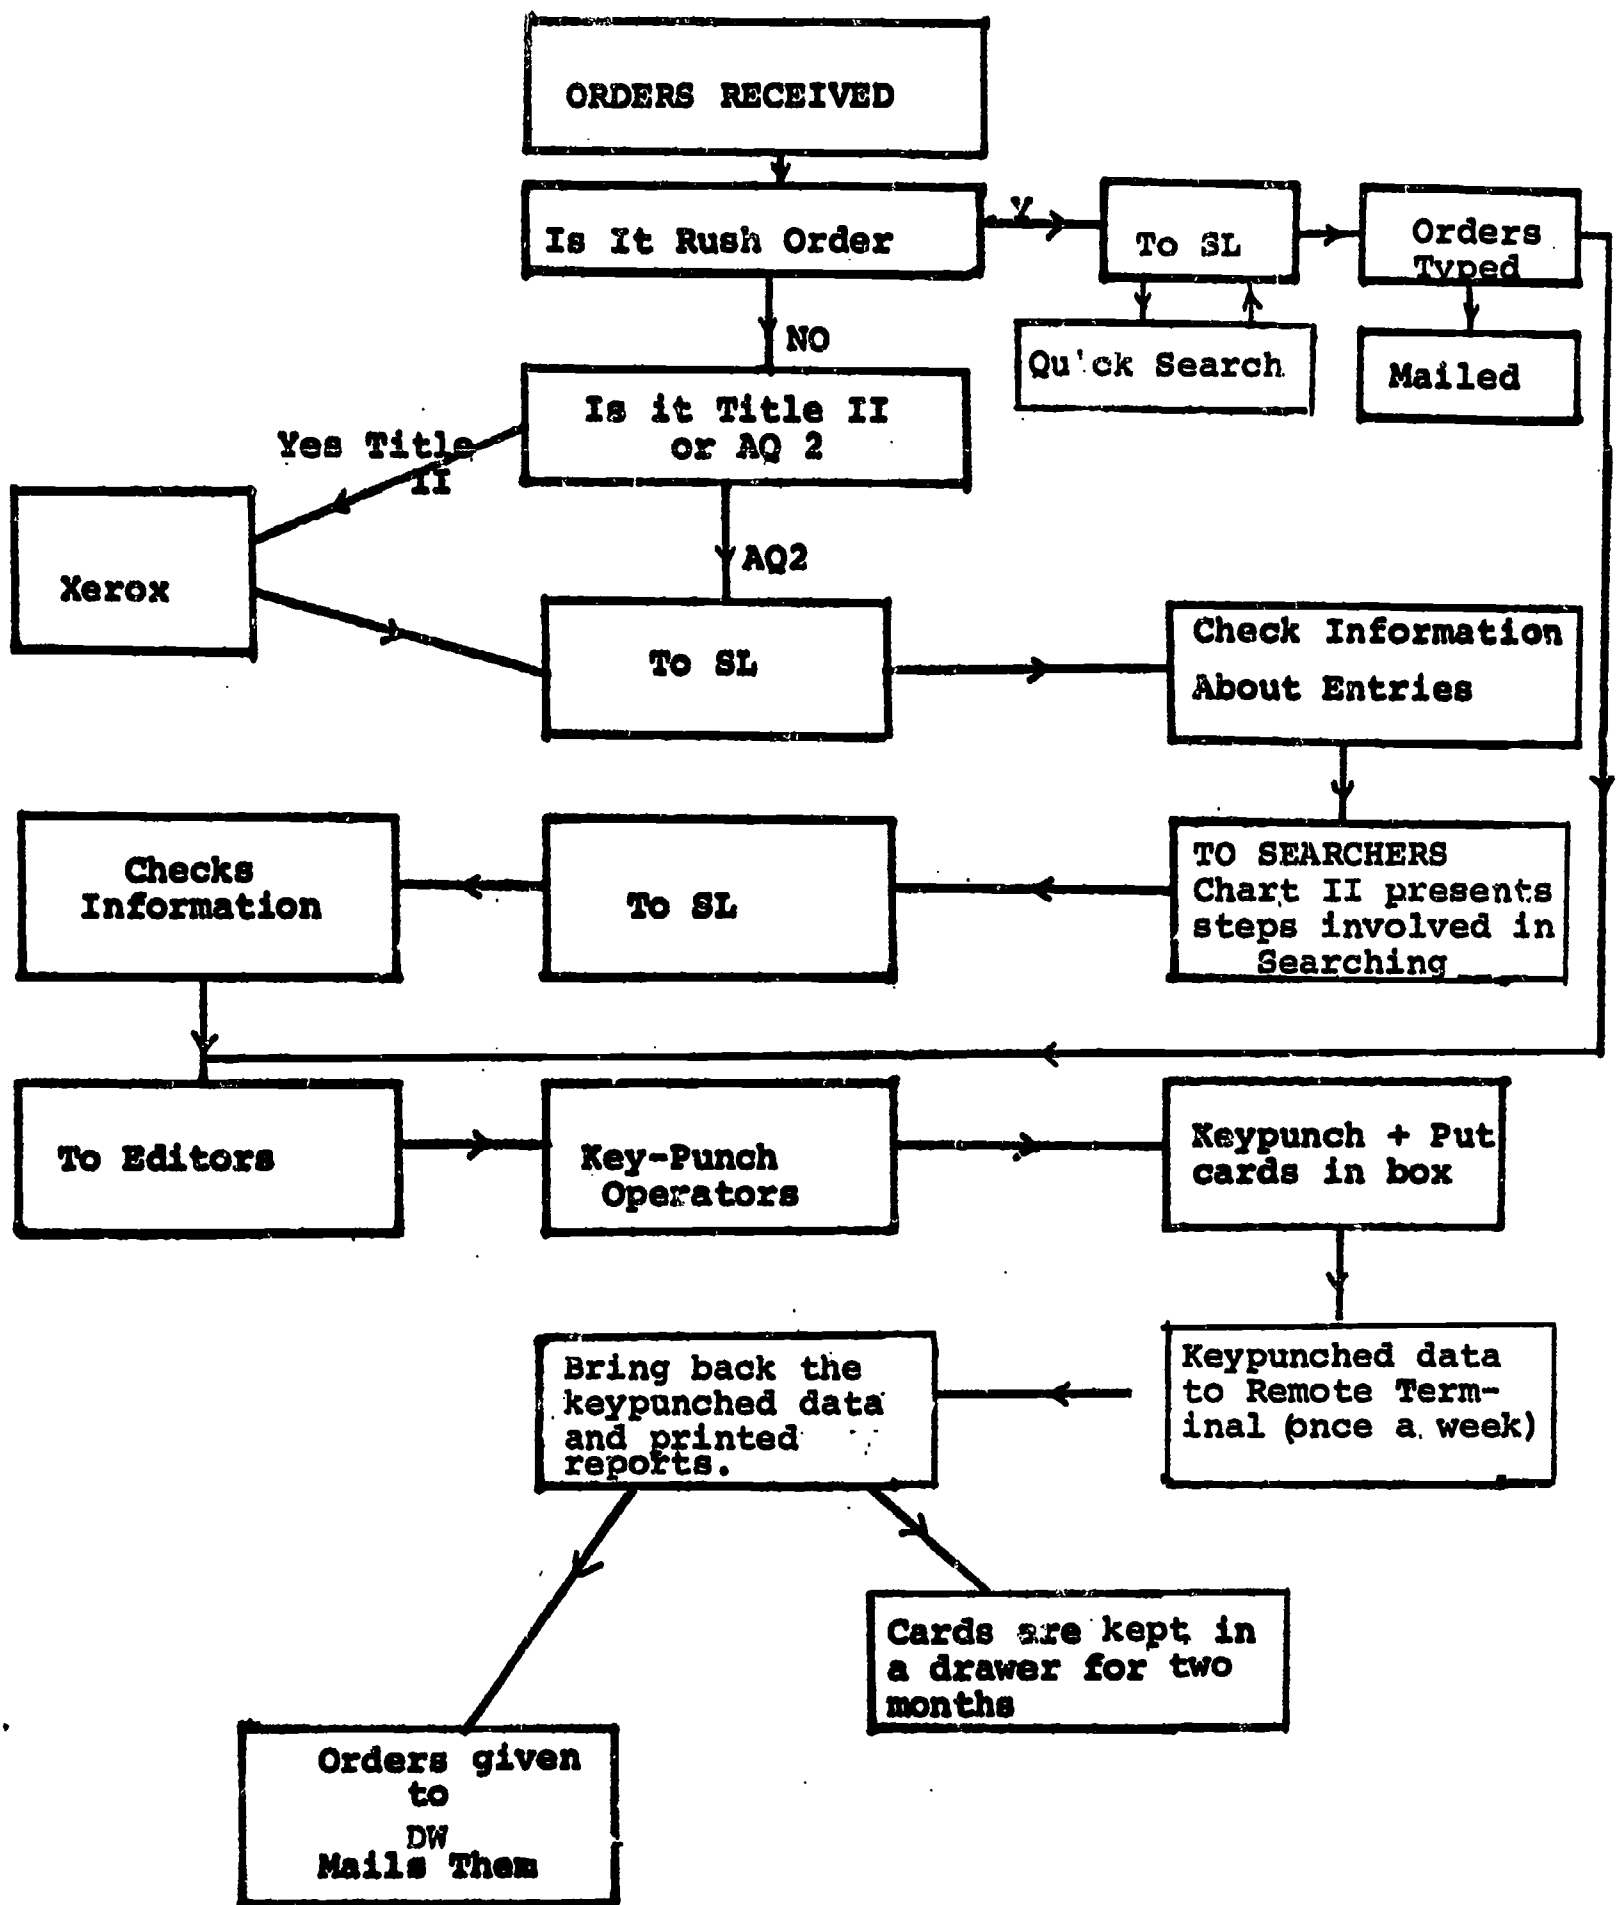 ORDERS RECEIVED
Is It Rush Order
Y
To SL
Orders
Typed
NO
Qu'ck Search
Mailed
Is it Title II
or AQ 2
Yes Title
II
AQ2
Xerox
To SL
Check Information
About Entries
Checks
Information
To SL
TO SEARCHERS
Chart II presents
steps involved in
Searching
To Editors
Key-Punch
Operators
Keypunch + Put
cards in box
Bring back the
keypunched data
and printed
reports.
Keypunched data
to Remote Term-
inal (once a week)
Cards are kept in
a drawer for two
months
Orders given
to
DW
Mails Them